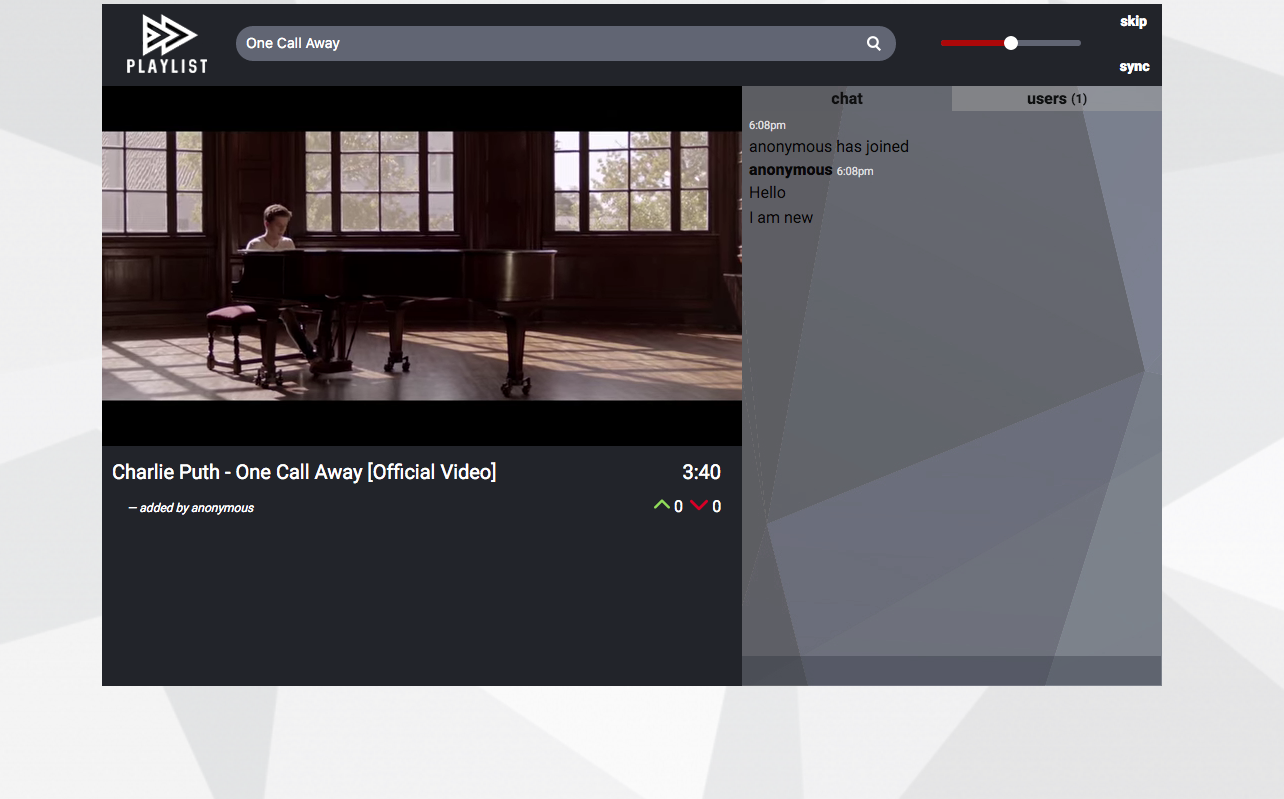 PLAYLIST
One Call Away
skip
sync
chat
users (1)
6:08pm
anonymous has joined
anonymous 6:08pm
Hello
I am new
Charlie Puth - One Call Away [Official Video]
3:40
— added by anonymous
0 0